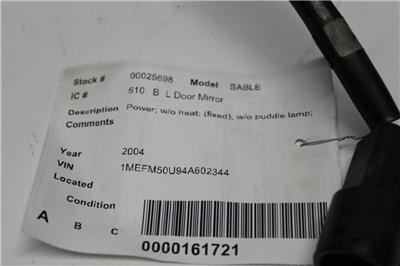 Stock # 00025698 Model SABLE
IC # 610 B L Door Mirror
Description Power; w/o heat; (fixed), w/o puddle lamp;
Comments
Year 2004
VIN 1MEFM50U94A602344
Located
Condition
A B C
0000161721